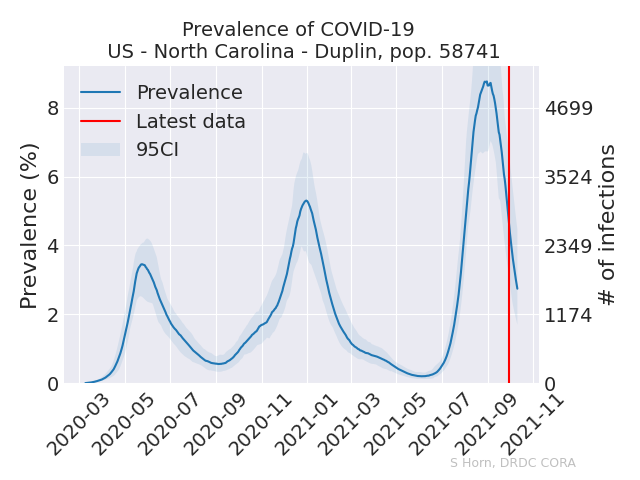 Prevalence of COVID-19
US - North Carolina - Duplin, pop. 58741
Prevalence
Latest data
95CI
Prevalence (%)
8
6
4
2
0
4699
3524
2349
1174
0
# of infections
2020-03
2020-05
2020-07
2020-09
2020-11
2021-01
2021-03
2021-05
2021-07
2021-09
2021-11
S Horn, DRDC CORA